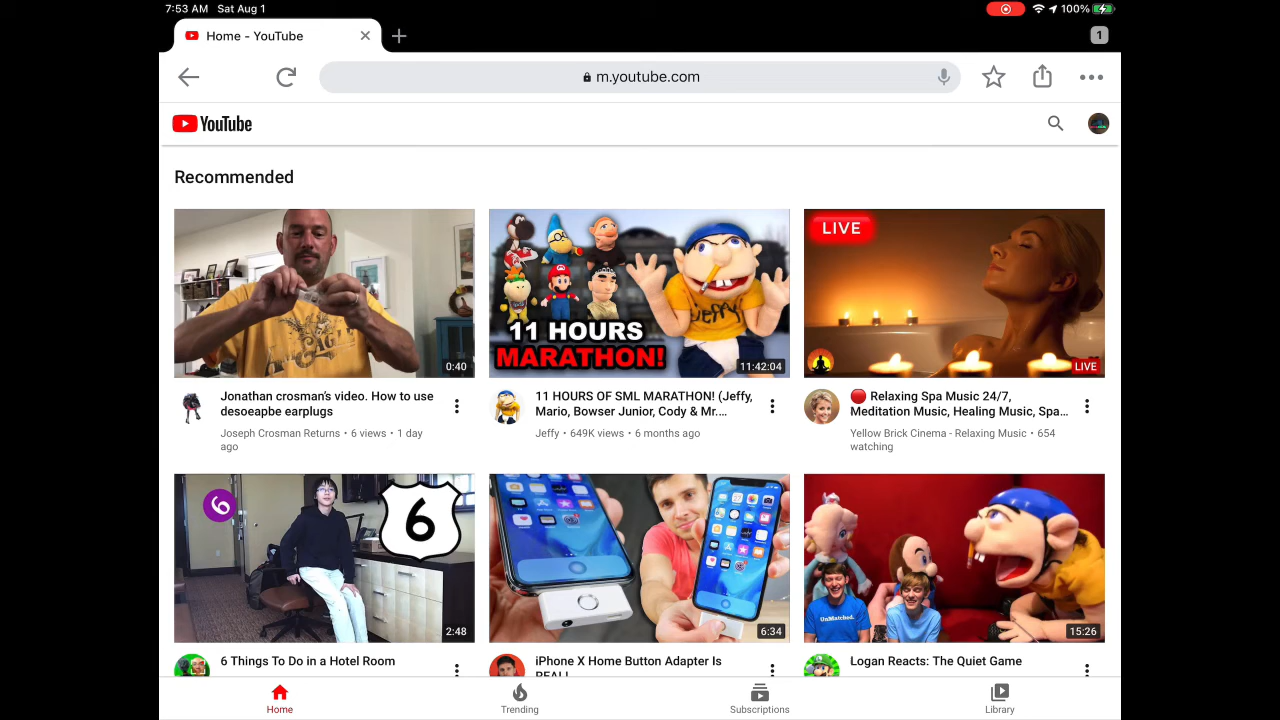 7:53 AM Sat Aug 1
100%
Home - YouTube
1
m.youtube.com
YouTube
Recommended
0:40
11 HOURS
MARATHON!
Jeffy
11:42:04
LIVE
LIVE
Jonathan crosman's video. How to use
desoeapbe earplugs
Joseph Crosman Returns • 6 views • 1 day
ago
11 HOURS OF SML MARATHON! (Jeffy,
Mario, Bowser Junior, Cody & Mr....
Jeffy • 649K views • 6 months ago
Relaxing Spa Music 24/7,
Meditation Music, Healing Music, Spa...
Yellow Brick Cinema - Relaxing Music • 654
watching
6
6
2:48
6:34
UnMatched.
15:26
6 Things To Do in a Hotel Room
iPhone X Home Button Adapter Is
REAL!
Logan Reacts: The Quiet Game
Home
Trending
Subscriptions
Library